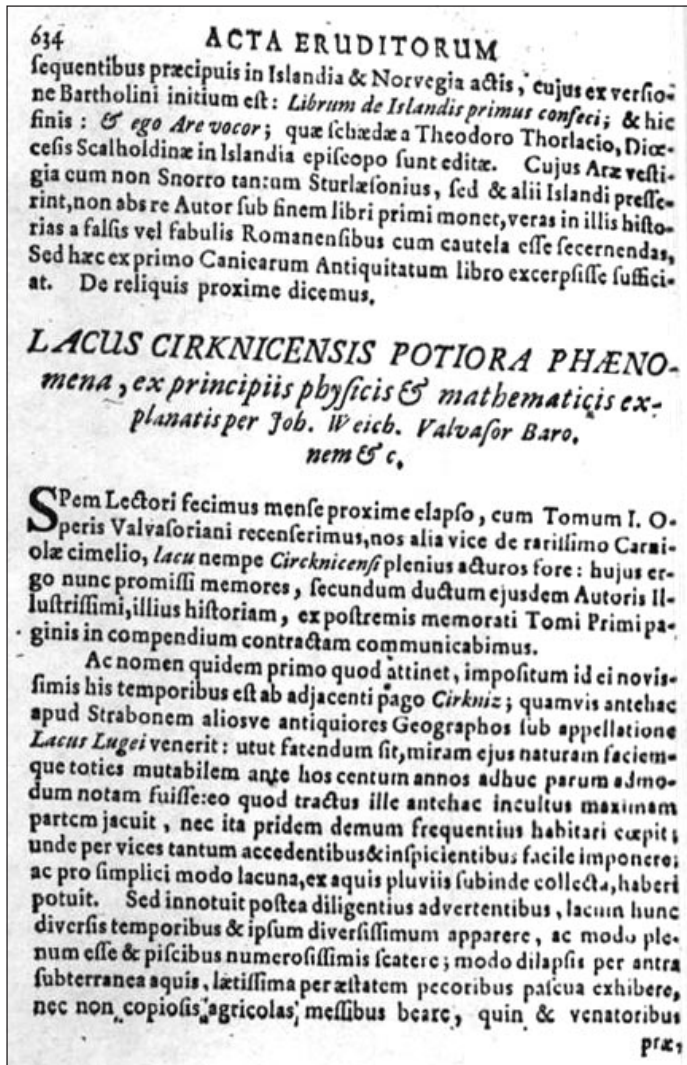 634 ACTA ERUDITORUM
ſequentibus præcipuis in Islandia & Norvegia actis, cujus ex verſio-
ne Bartholini initium eſt: Librum de Islandis primus confeci; & hic
finis: & ego Are vocor; quæ ſchædæ a Theodoro Thorlacio, Diœ-
ceſis Scalholdinæ in Islandia epiſcopo ſunt editæ. Cujus Aræ veſti-
gia cum non Snorro tantum Sturlæſonius, ſed & alii Islandi preſſe-
rint, non abs re Autor ſub finem libri primi monet, veras in illis hiſto-
rias a falſis vel fabulis Romanenſibus cum cautela eſſe ſecernendas,
Sed hæc ex primo Canicarum Antiquitatum libro excerpſiſſe ſuffici-
at. De reliquis proxime dicemus.
LACUS CIRKNICENSIS POTIORA PHÆNO-
mena, ex principiis phyſicis & mathematicis ex-
planatis per Joh. Weich. Valvaſor Baro.
nem & c.
SPem Lectori fecimus menſe proxime elapſo, cum Tomum I. O-
peris Valvaſoriani recenſerimus, nos alia vice de rariſſimo Carni-
olæ cimelio, lacu nempe Circknicenſi plenius acturos fore: hujus er-
go nunc promiſſi memores, ſecundum ductum ejusdem Autoris Il-
luſtriſſimi, illius hiſtoriam, ex poſtremis memorati Tomi Primi pa-
ginis in compendium contractam communicabimus.
Ac nomen quidem primo quod attinet, impoſitum id ei novis-
ſimis his temporibus eſt ab adjacenti pago Cirkniz; quamvis antehac
apud Strabonem aliosve antiquiores Geographos ſub appellatione
Lacus Lugei venerit: utut fatendum ſit, miram ejus naturam faciem-
que toties mutabilem ante hos centum annos adhuc parum admo-
dum notam fuiſſe: eo quod tractus ille antehac incultus maximam
partem jacuit, nec ita pridem demum frequentius habitari cœpit;
unde per vices tantum accedentibus & inſpicientibus facile imponere;
ac pro ſimplici modo lacuna, ex aquis pluviis ſubinde collecta, haberi
potuit. Sed innotuit poſtea diligentius advertentibus, lacum hunc
diverſis temporibus & ipſum diverſiſſimum apparere, ac modo ple-
num eſſe & piſcibus numeroſiſſimis ſcatere; modo dilapſis per antra
ſubterranea aquis, lætiſſima per æſtatem pecoribus paſcua exhibere,
nec non copioſis agricolas meſſibus beare, quin & venatoribus
præ,